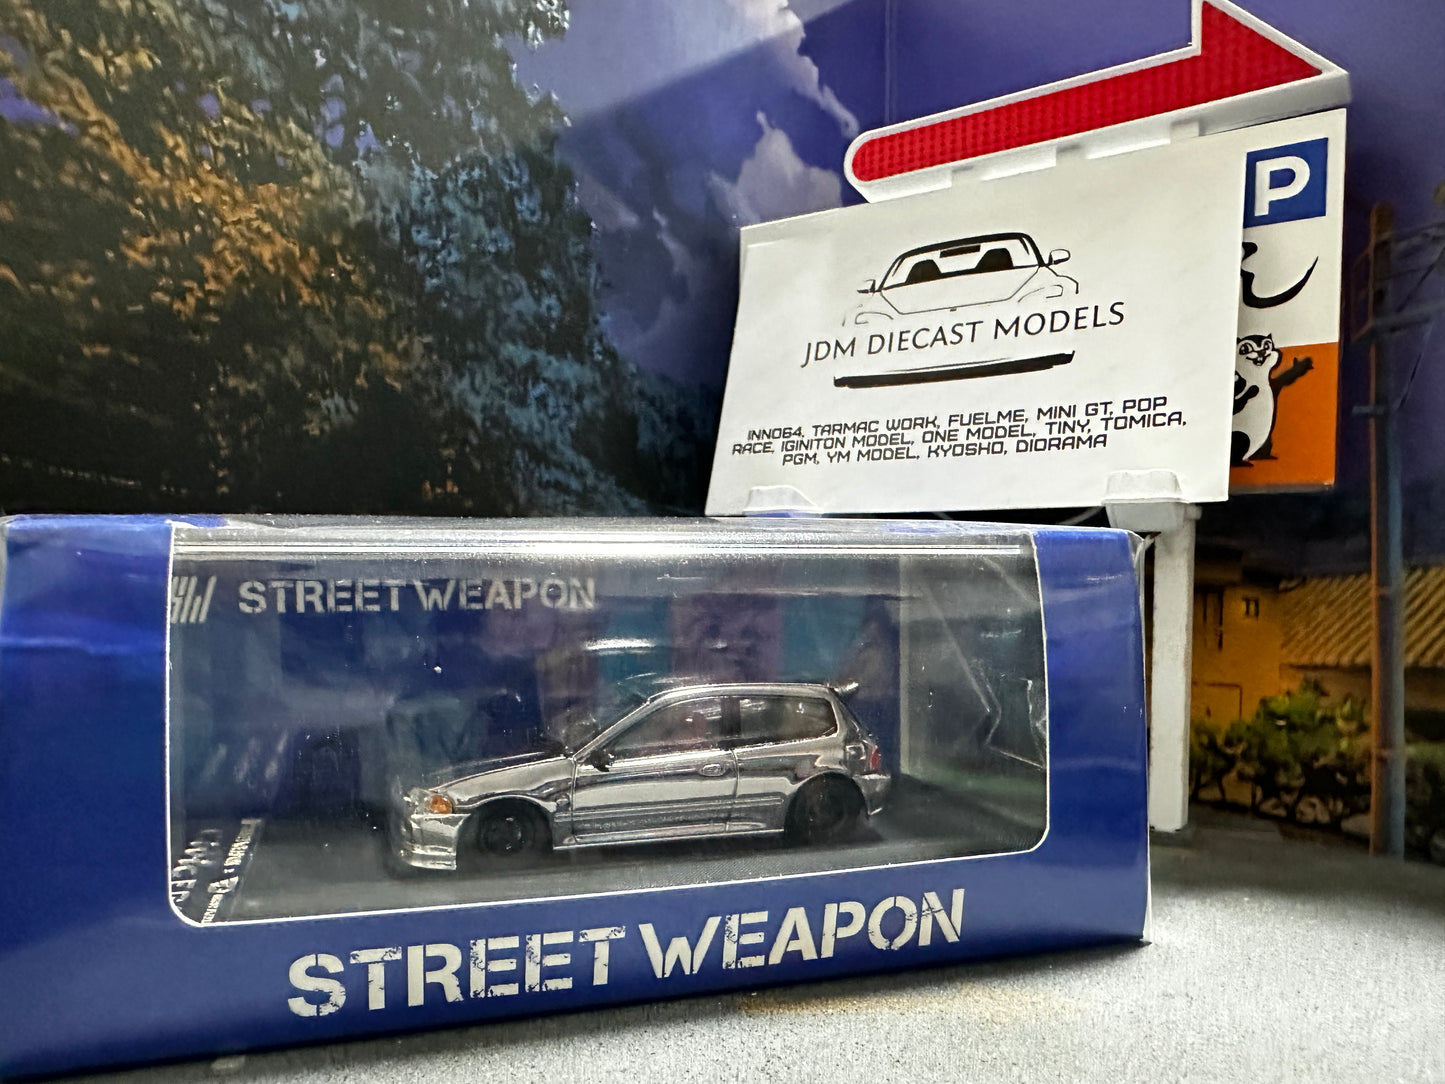 P
JDM DIECAST MODELS
INNO64, TARMAC WORK, FUELME, MINI GT, POP
RACE, IGINITON MODEL, ONE MODEL, TINY, TOMICA,
PGM, YM MODEL, KYOSHO, DIORAMA
SW STREET WEAPON
STREET WEAPON